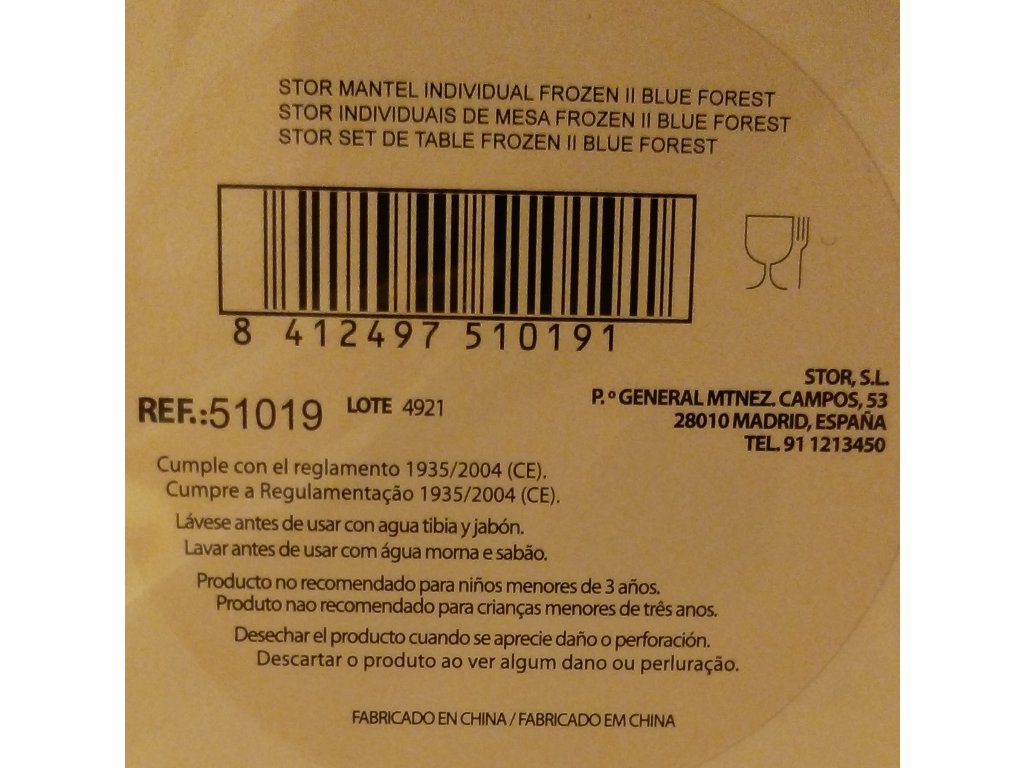 STOR MANTEL INDIVIDUAL FROZEN II BLUE FOREST
STOR INDIVIDUAIS DE MESA FROZEN II BLUE FOREST
STOR SET DE TABLE FROZEN II BLUE FOREST
8 412497 510191
STOR, S.L.
P.º GENERAL MTNEZ. CAMPOS, 53
28010 MADRID, ESPAÑA
TEL. 91 1213450
REF.:51019 LOTE 4921
Cumple con el reglamento 1935/2004 (CE).
Cumpre a Regulamentação 1935/2004 (CE).
Lávese antes de usar con agua tibia y jabón.
Lavar antes de usar com água morna e sabão.
Producto no recomendado para niños menores de 3 años.
Produto nao recomendado para crianças menores de três anos.
Desechar el producto cuando se aprecie daño o perforación.
Descartar o produto ao ver algum dano ou perluração.
FABRICADO EN CHINA / FABRICADO EM CHINA